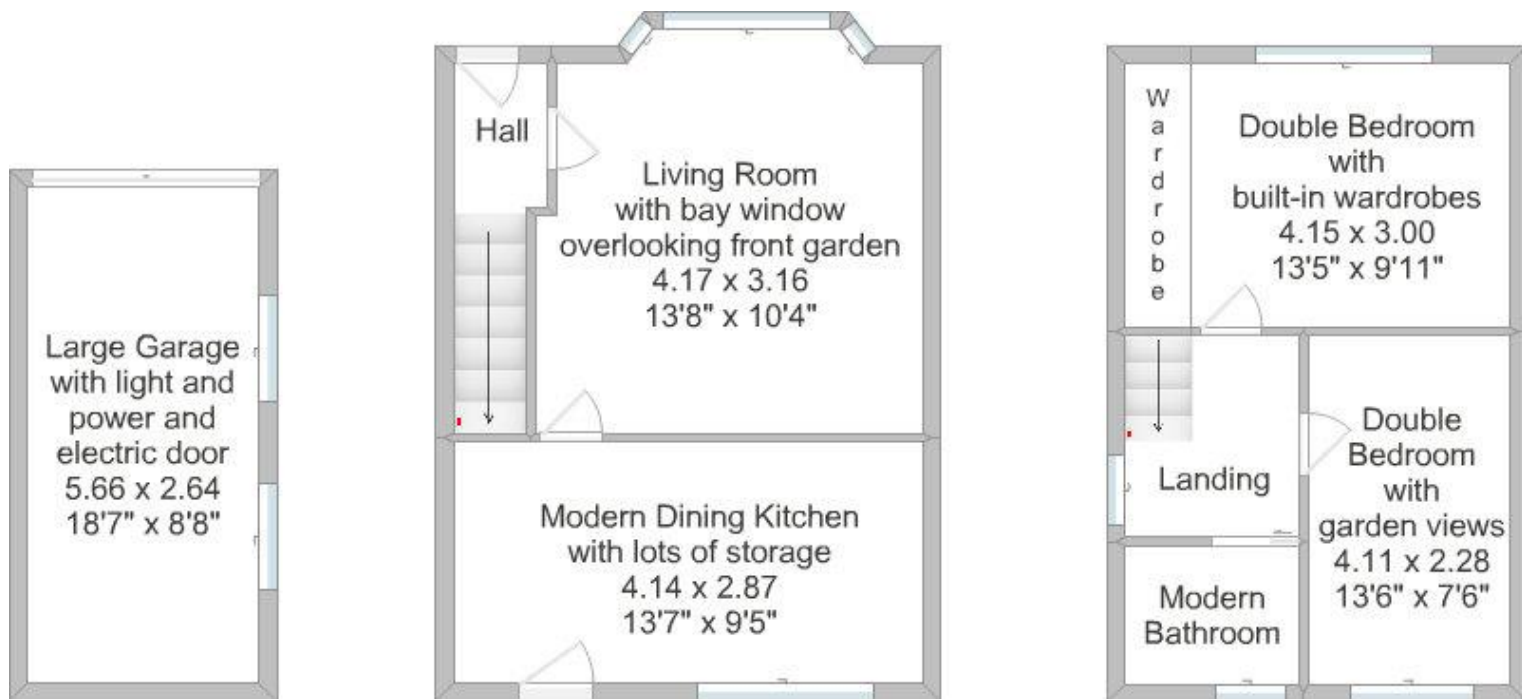 Large Garage
with light and
power and
electric door
5.66 x 2.64
18'7" x 8'8"
Hall
Living Room
with bay window
overlooking front garden
4.17 x 3.16
13'8" x 10'4"
Modern Dining Kitchen
with lots of storage
4.14 x 2.87
13'7" x 9'5"
Wardrobe
Double Bedroom
with
built-in wardrobes
4.15 x 3.00
13'5" x 9'11"
Landing
Double
Bedroom
with
garden views
4.11 x 2.28
13'6" x 7'6"
Modern
Bathroom